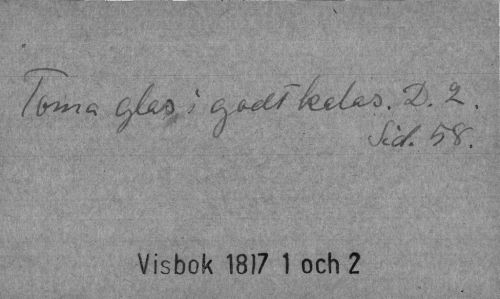 Toma glas i godt kalas. D. 2.
Sid. 58.
Visbok 1817 1 och 2